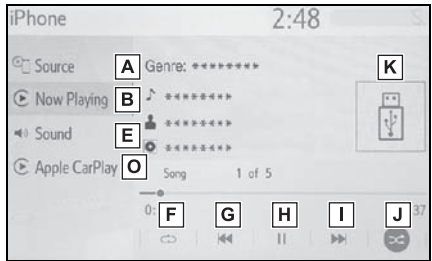 iPhone 2:48
Source A Genre: ******** K
Now Playing B ********
********
Sound E ********
Apple CarPlay O Song 1 of 5
0: 37
F G H I J